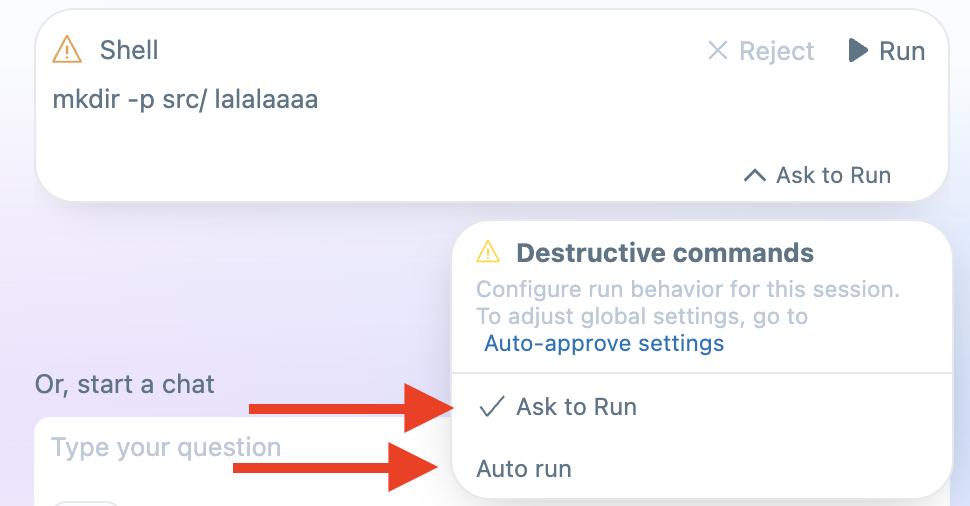 Shell
Reject
Run
mkdir -p src/ lalalaaaa
Ask to Run
Destructive commands
Configure run behavior for this session.
To adjust global settings, go to
Auto-approve settings
Or, start a chat
Ask to Run
Type your question
Auto run